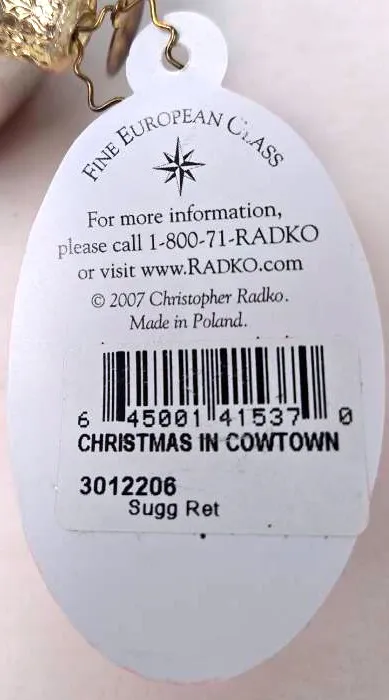 FINE EUROPEAN GLASS
For more information,
please call 1-800-71-RADKO
or visit www.RADKO.com
© 2007 Christopher Radko.
Made in Poland.
6 45001 41537 0
CHRISTMAS IN COWTOWN
3012206
Sugg Ret